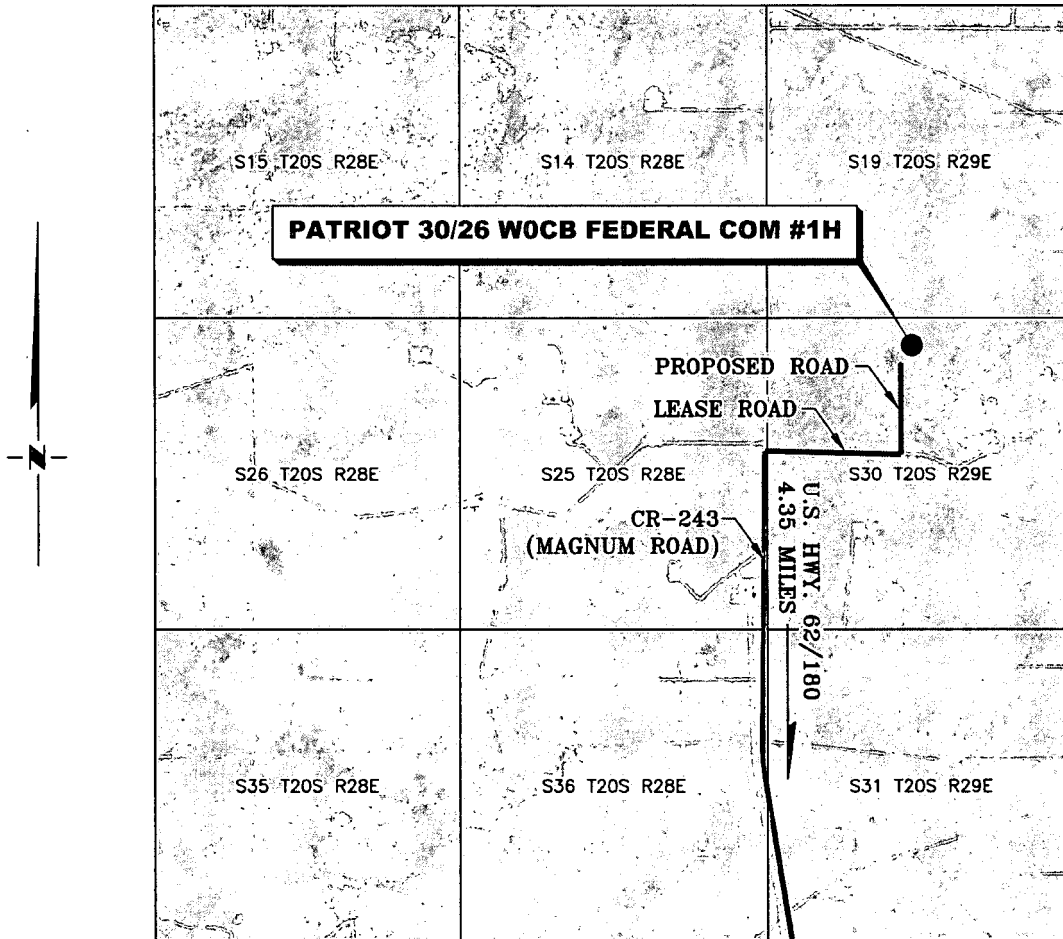 S15 T20S R28E
S14 T20S R28E
S19 T20S R29E
PATRIOT 30/26 W0CB FEDERAL COM #1H
PROPOSED ROAD
LEASE ROAD
S26 T20S R28E
S25 T20S R28E
S30 T20S R29E
CR-243
(MAGNUM ROAD)
U.S. HWY. 62/180
4.35 MILES
S35 T20S R28E
S36 T20S R28E
S31 T20S R29E
N